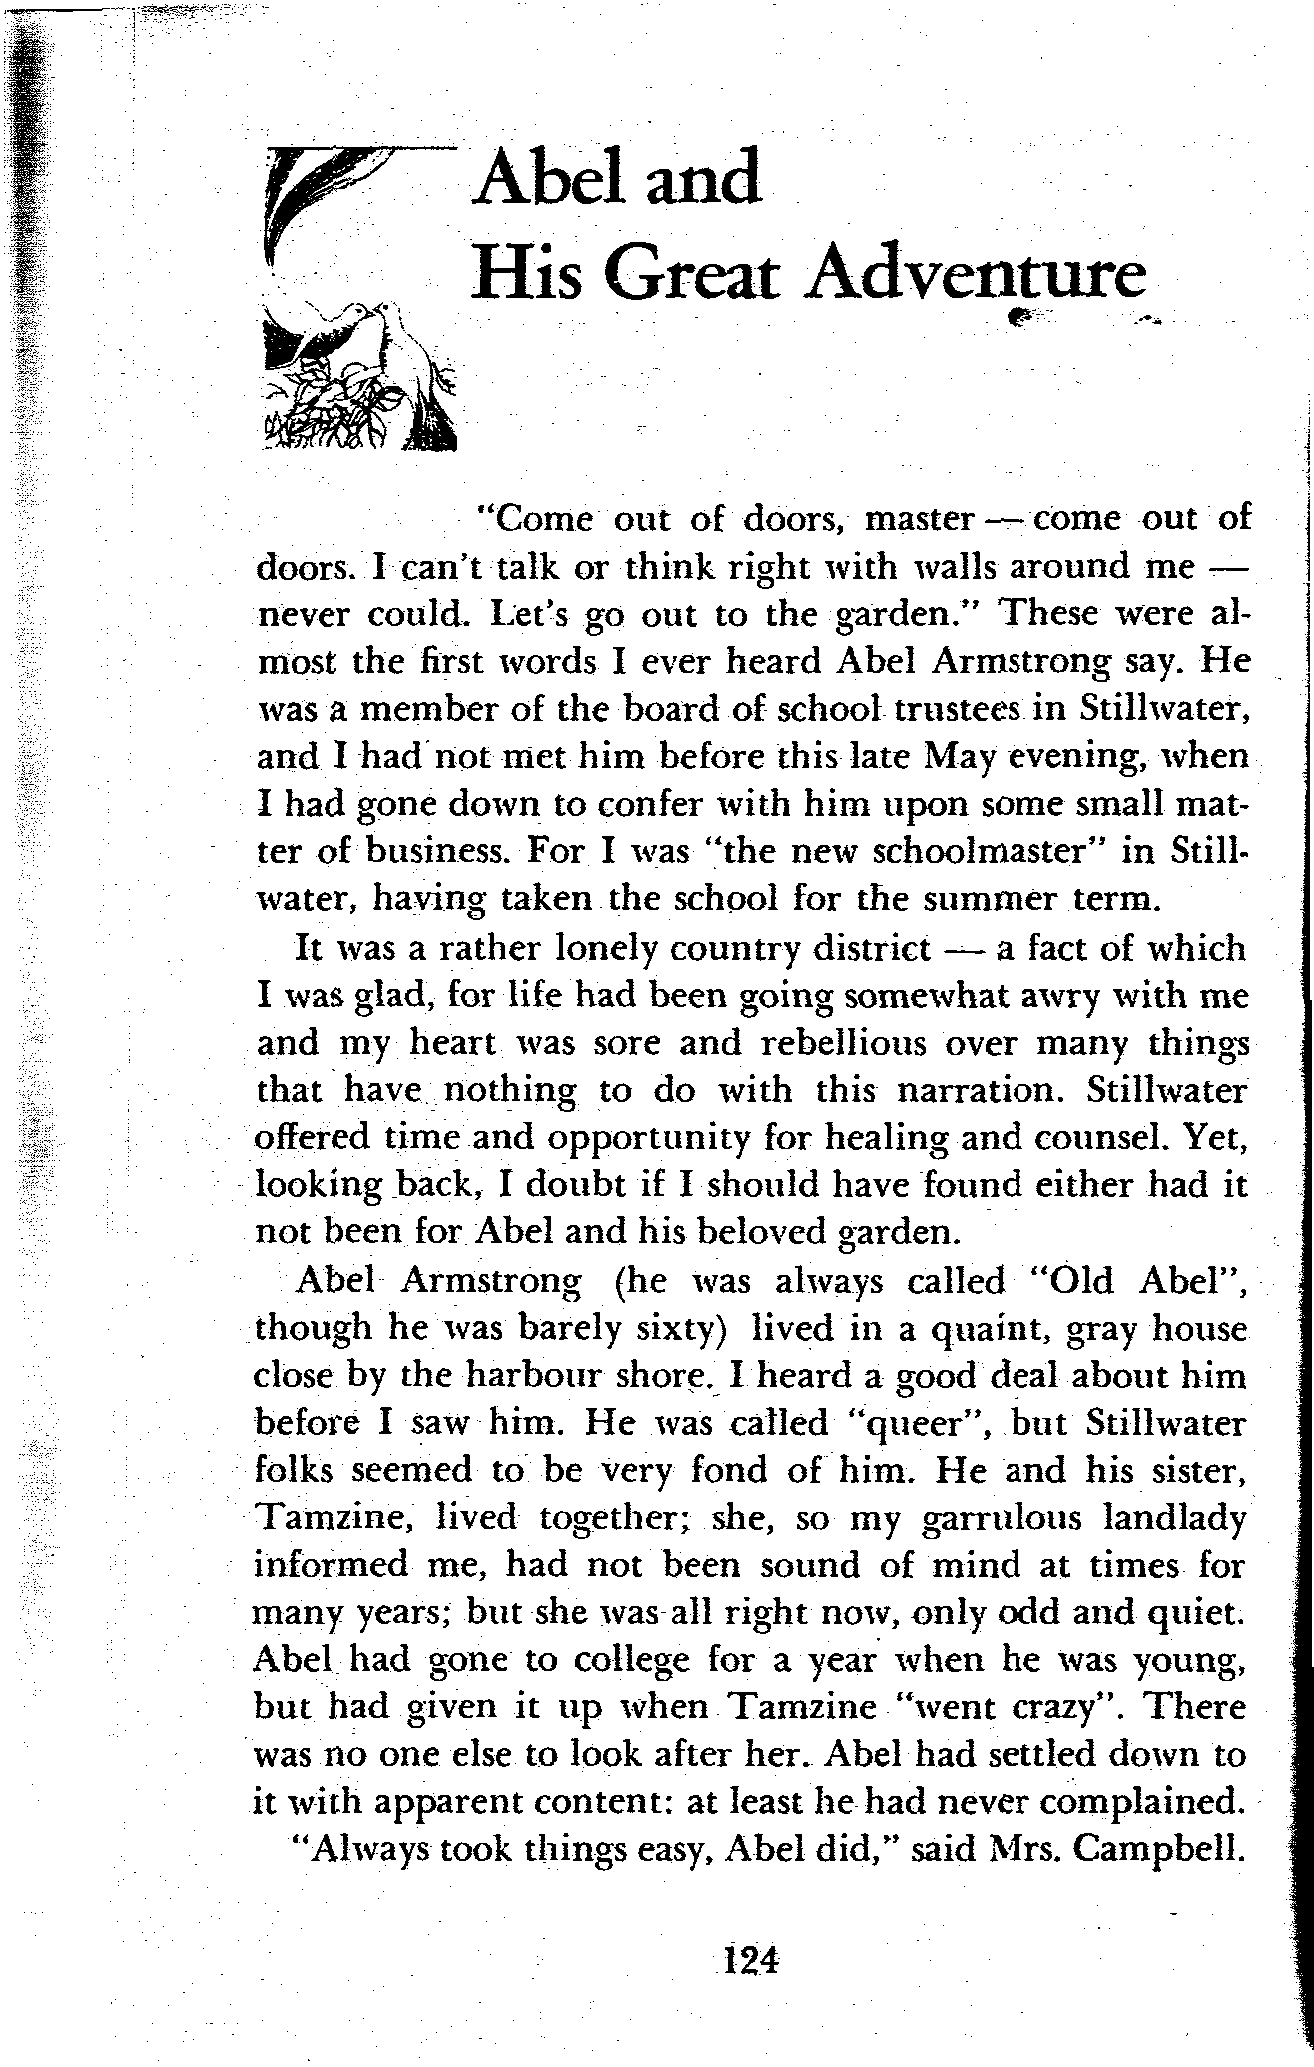 Abel and
His Great Adventure
"Come out of doors, master — come out of
doors. I can't talk or think right with walls around me —
never could. Let's go out to the garden." These were al-
most the first words I ever heard Abel Armstrong say. He
was a member of the board of school trustees in Stillwater,
and I had not met him before this late May evening, when
I had gone down to confer with him upon some small mat-
ter of business. For I was "the new schoolmaster" in Still-
water, having taken the school for the summer term.
It was a rather lonely country district — a fact of which
I was glad, for life had been going somewhat awry with me
and my heart was sore and rebellious over many things
that have nothing to do with this narration. Stillwater
offered time and opportunity for healing and counsel. Yet,
looking back, I doubt if I should have found either had it
not been for Abel and his beloved garden.
Abel Armstrong (he was always called "Old Abel",
though he was barely sixty) lived in a quaint, gray house
close by the harbour shore. I heard a good deal about him
before I saw him. He was called "queer", but Stillwater
folks seemed to be very fond of him. He and his sister,
Tamzine, lived together; she, so my garrulous landlady
informed me, had not been sound of mind at times for
many years; but she was all right now, only odd and quiet.
Abel had gone to college for a year when he was young,
but had given it up when Tamzine "went crazy". There
was no one else to look after her. Abel had settled down to
it with apparent content: at least he had never complained.
"Always took things easy, Abel did," said Mrs. Campbell.
124